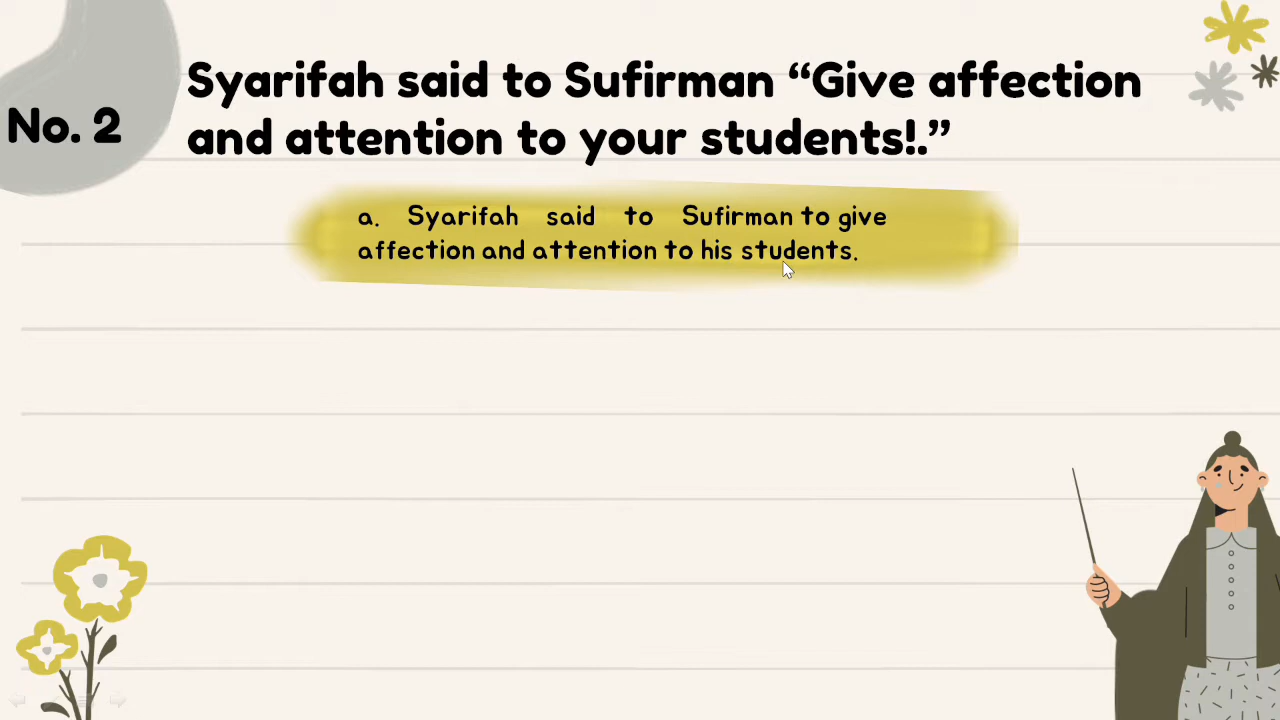 No. 2
Syarifah said to Sufirman “Give affection
and attention to your students!.”
a. Syarifah said to Sufirman to give
affection and attention to his students.